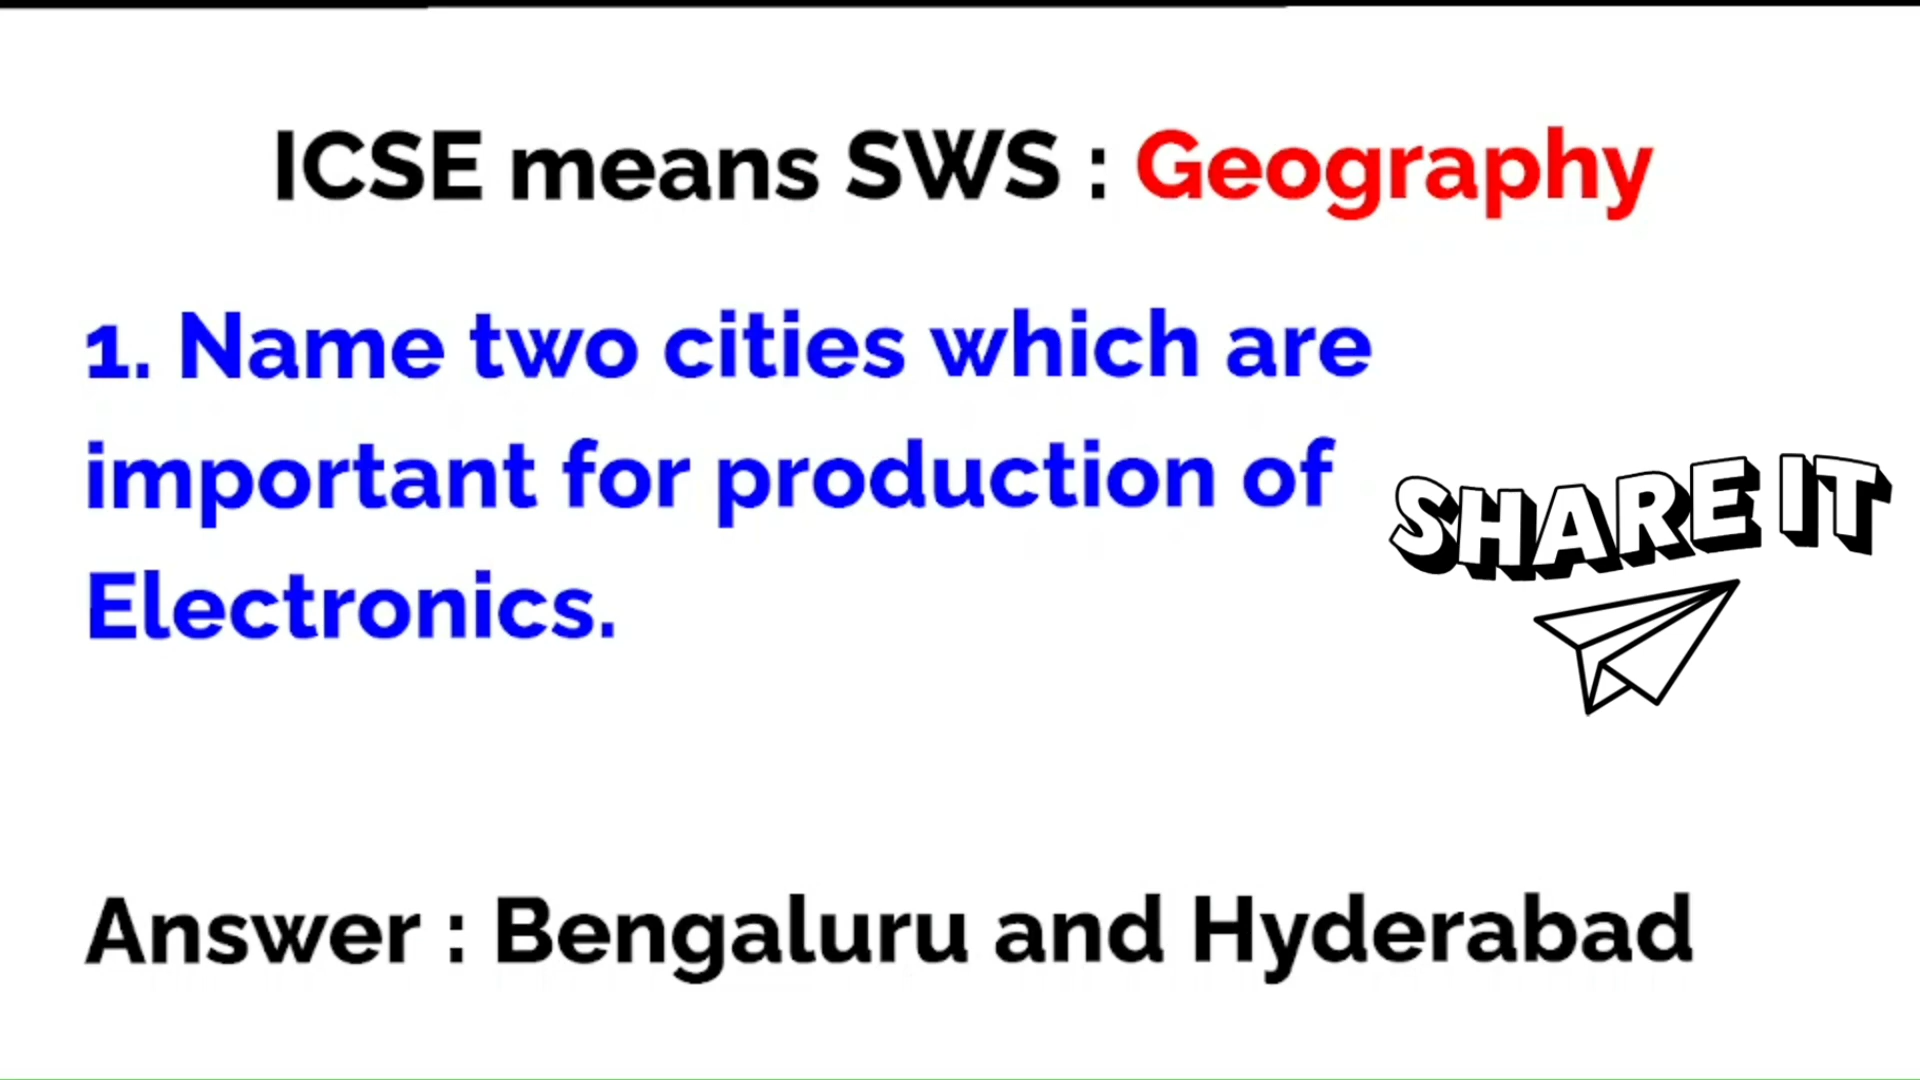 ICSE means SWS : Geography
1. Name two cities which are
important for production of
Electronics.
SHARE IT
Answer : Bengaluru and Hyderabad